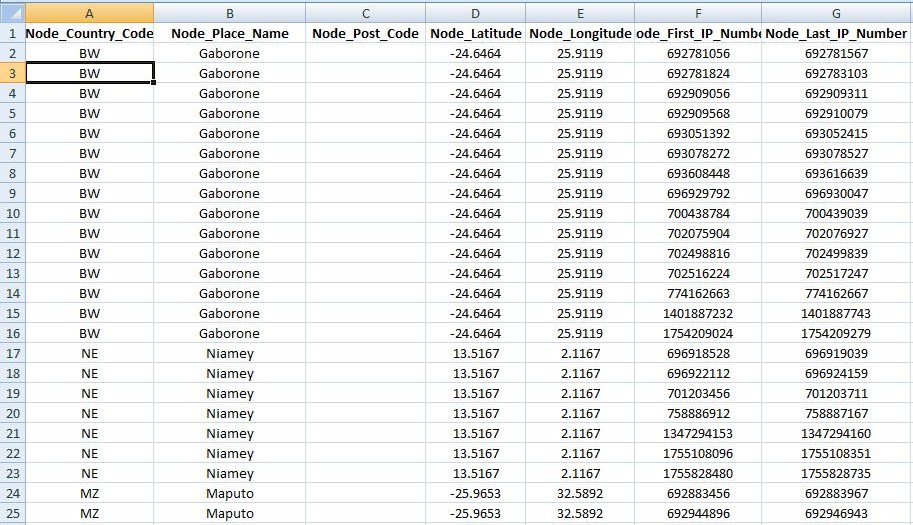 A B C D E F G
1 Node_Country_Code Node_Place_Name Node_Post_Code Node_Latitude Node_Longitude ode_First_IP_Numbe Node_Last_IP_Number
2 BW Gaborone -24.6464 25.9119 692781056 692781567
3 BW Gaborone -24.6464 25.9119 692781824 692783103
4 BW Gaborone -24.6464 25.9119 692909056 692909311
5 BW Gaborone -24.6464 25.9119 692909568 692910079
6 BW Gaborone -24.6464 25.9119 693051392 693052415
7 BW Gaborone -24.6464 25.9119 693078272 693078527
8 BW Gaborone -24.6464 25.9119 693608448 693616639
9 BW Gaborone -24.6464 25.9119 696929792 696930047
10 BW Gaborone -24.6464 25.9119 700438784 700439039
11 BW Gaborone -24.6464 25.9119 702075904 702076927
12 BW Gaborone -24.6464 25.9119 702498816 702499839
13 BW Gaborone -24.6464 25.9119 702516224 702517247
14 BW Gaborone -24.6464 25.9119 774162663 774162667
15 BW Gaborone -24.6464 25.9119 1401887232 1401887743
16 BW Gaborone -24.6464 25.9119 1754209024 1754209279
17 NE Niamey 13.5167 2.1167 696918528 696919039
18 NE Niamey 13.5167 2.1167 696922112 696924159
19 NE Niamey 13.5167 2.1167 701203456 701203711
20 NE Niamey 13.5167 2.1167 758886912 758887167
21 NE Niamey 13.5167 2.1167 1347294153 1347294160
22 NE Niamey 13.5167 2.1167 1755108096 1755108351
23 NE Niamey 13.5167 2.1167 1755828480 1755828735
24 MZ Maputo -25.9653 32.5892 692883456 692883967
25 MZ Maputo -25.9653 32.5892 692944896 692946943